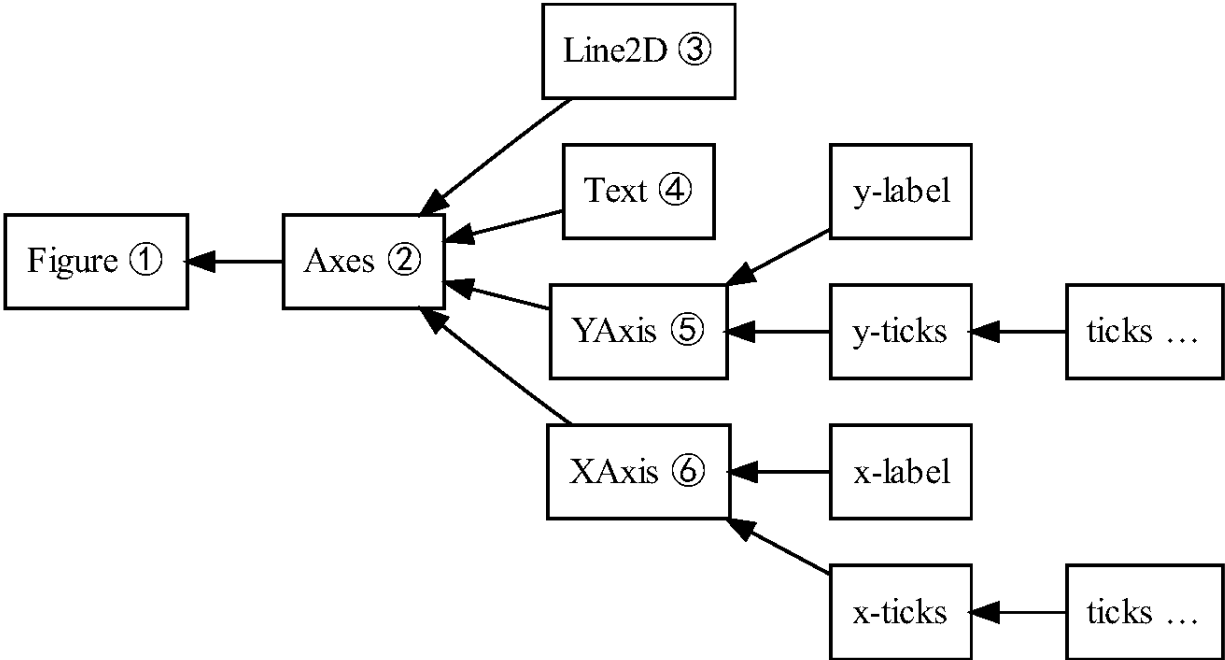 Line2D ③
Text ④
y-label
Figure ①
Axes ②
YAxis ⑤
y-ticks
ticks …
XAxis ⑥
x-label
x-ticks
ticks …